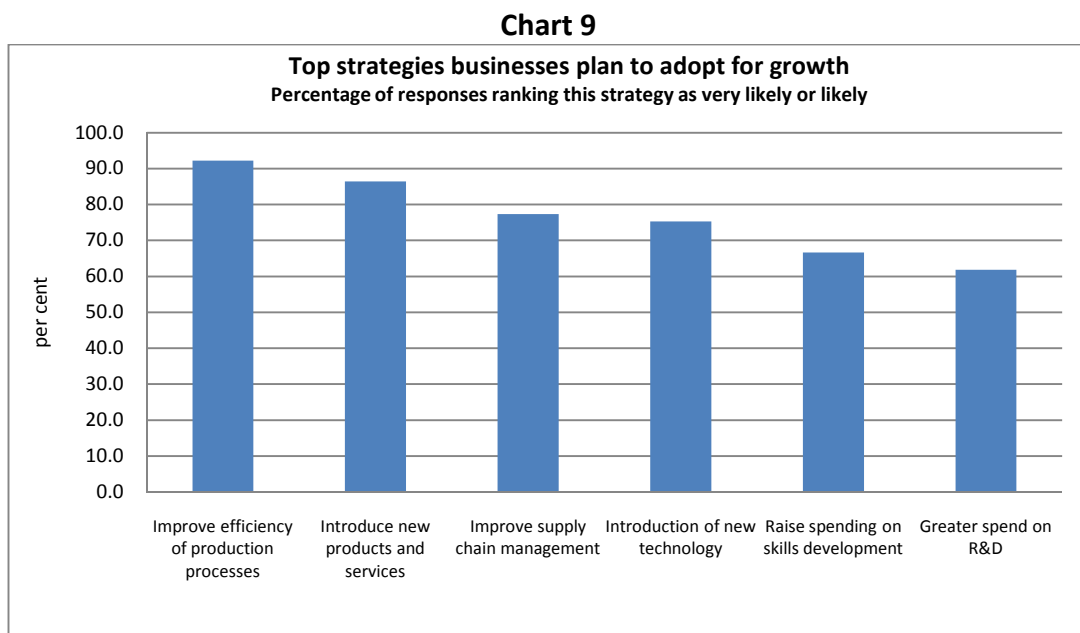 Chart 9
Top strategies businesses plan to adopt for growth
Percentage of responses ranking this strategy as very likely or likely
per cent
100.0
90.0
80.0
70.0
60.0
50.0
40.0
30.0
20.0
10.0
0.0
Improve efficiency
of production
processes
Introduce new
products and
services
Improve supply
chain management
Introduction of new
technology
Raise spending on
skills development
Greater spend on
R&D